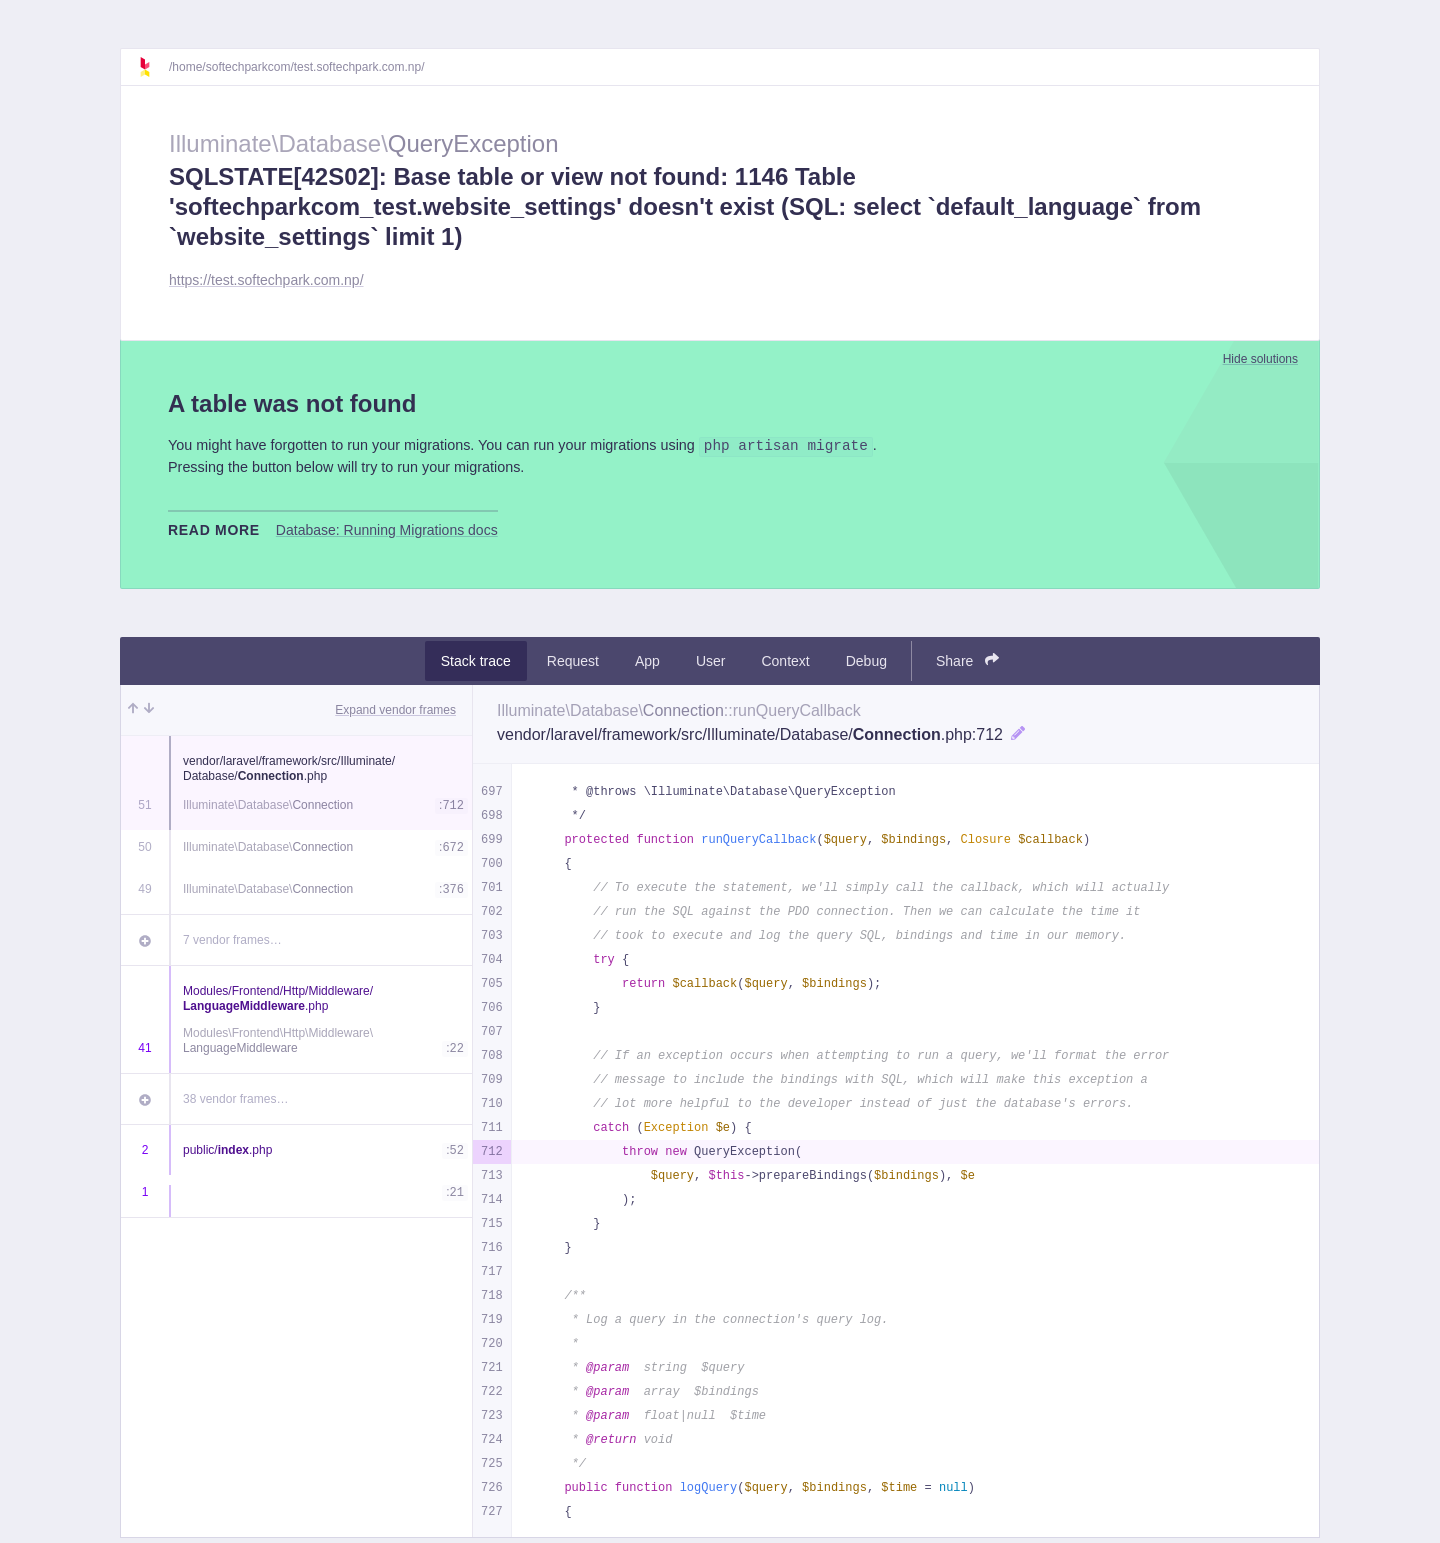 /home/softechparkcom/test.softechpark.com.np/
Illuminate\Database\QueryException
SQLSTATE[42S02]: Base table or view not found: 1146 Table
'softechparkcom_test.website_settings' doesn't exist (SQL: select `default_language` from
`website_settings` limit 1)
https://test.softechpark.com.np/
Hide solutions
A table was not found
You might have forgotten to run your migrations. You can run your migrations using php artisan migrate.
Pressing the button below will try to run your migrations.
READ MORE Database: Running Migrations docs
Stack trace Request App User Context Debug Share
Expand vendor frames
vendor/laravel/framework/src/Illuminate/
Database/Connection.php
51 Illuminate\Database\Connection :712
50 Illuminate\Database\Connection :672
49 Illuminate\Database\Connection :376
7 vendor frames…
Modules/Frontend/Http/Middleware/
LanguageMiddleware.php
Modules\Frontend\Http\Middleware\
41 LanguageMiddleware :22
38 vendor frames…
2 public/index.php :52
1 :21
Illuminate\Database\Connection::runQueryCallback
vendor/laravel/framework/src/Illuminate/Database/Connection.php:712
697      * @throws \Illuminate\Database\QueryException
698      */
699     protected function runQueryCallback($query, $bindings, Closure $callback)
700     {
701         // To execute the statement, we'll simply call the callback, which will actually
702         // run the SQL against the PDO connection. Then we can calculate the time it
703         // took to execute and log the query SQL, bindings and time in our memory.
704         try {
705             return $callback($query, $bindings);
706         }
707
708         // If an exception occurs when attempting to run a query, we'll format the error
709         // message to include the bindings with SQL, which will make this exception a
710         // lot more helpful to the developer instead of just the database's errors.
711         catch (Exception $e) {
712             throw new QueryException(
713                 $query, $this->prepareBindings($bindings), $e
714             );
715         }
716     }
717
718     /**
719      * Log a query in the connection's query log.
720      *
721      * @param  string  $query
722      * @param  array  $bindings
723      * @param  float|null  $time
724      * @return void
725      */
726     public function logQuery($query, $bindings, $time = null)
727     {